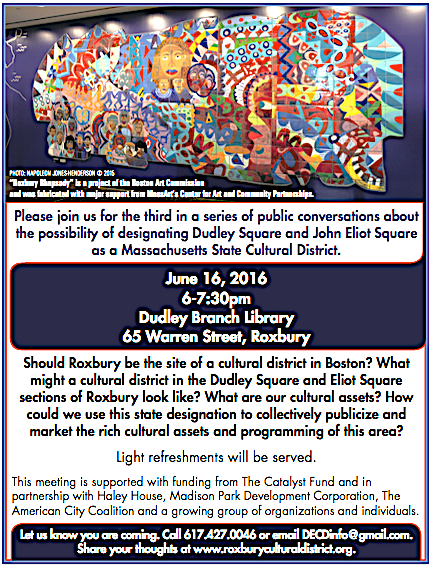 PHOTO: NAPOLEON JONES-HENDERSON © 2015
"Roxbury Rhapsody" is a project of the Boston Art Commission
and was fabricated with major support from MassArt's Center for Art and Community Partnerships.
Please join us for the third in a series of public conversations about
the possibility of designating Dudley Square and John Eliot Square
as a Massachusetts State Cultural District.
June 16, 2016
6-7:30pm
Dudley Branch Library
65 Warren Street, Roxbury
Should Roxbury be the site of a cultural district in Boston? What
might a cultural district in the Dudley Square and Eliot Square
sections of Roxbury look like? What are our cultural assets? How
could we use this state designation to collectively publicize and
market the rich cultural assets and programming of this area?
Light refreshments will be served.
This meeting is supported with funding from The Catalyst Fund and in
partnership with Haley House, Madison Park Development Corporation, The
American City Coalition and a growing group of organizations and individuals.
Let us know you are coming. Call 617.427.0046 or email DECDinfo@gmail.com.
Share your thoughts at www.roxburyculturaldistrict.org.